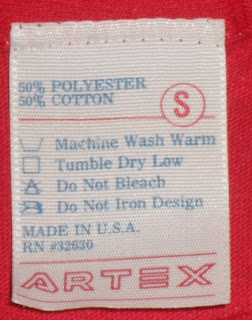 50% POLYESTER
50% COTTON
S
Machine Wash Warm
Tumble Dry Low
Do Not Bleach
Do Not Iron Design
MADE IN U.S.A.
RN #32630
ARTEX